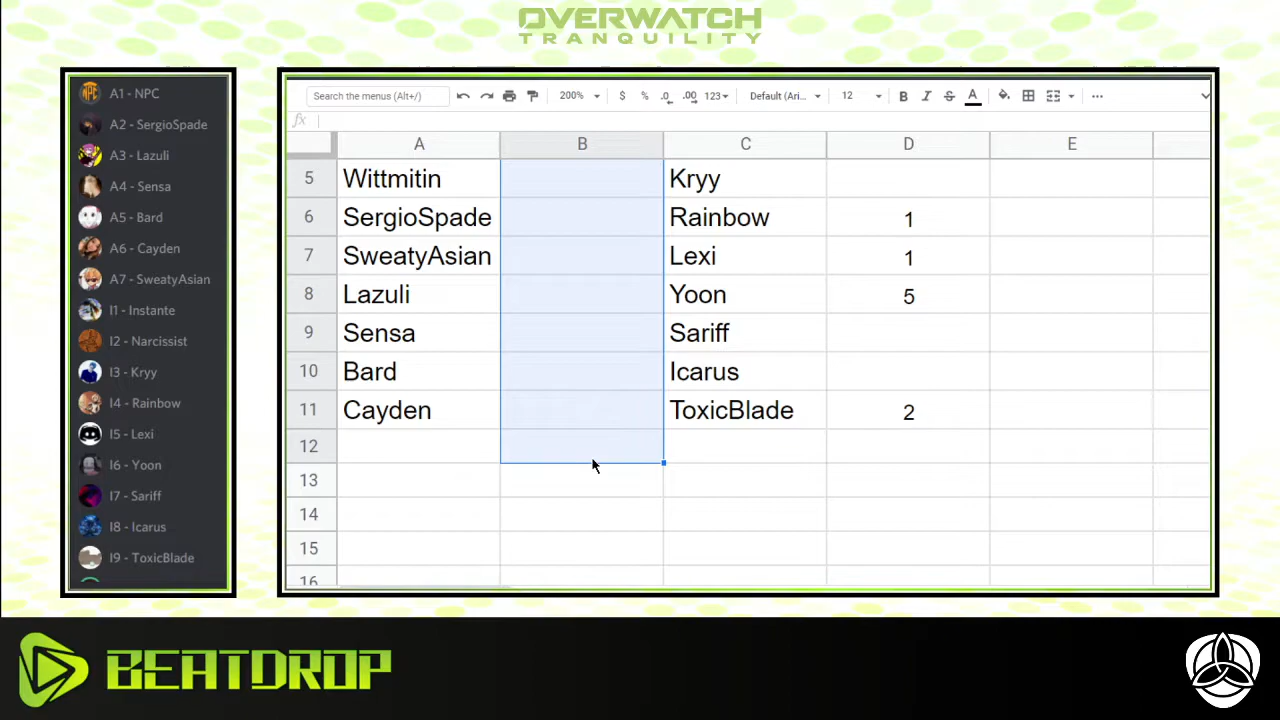 OVERWATCH
TRANQUILITY
A1 - NPC
A2 - SergioSpade
A3 - Lazuli
A4 - Sensa
A5 - Bard
A6 - Cayden
A7 - SweatyAsian
I1 - Instante
I2 - Narcissist
I3 - Kryy
I4 - Rainbow
I5 - Lexi
I6 - Yoon
I7 - Sariff
I8 - Icarus
I9 - ToxicBlade
Search the menus (Alt+/) 200% $ % .0 .00 123 Default (Ari... 12 B I S A ...
fx
A B C D E
5 Wittmitin Kryy
6 SergioSpade Rainbow 1
7 SweatyAsian Lexi 1
8 Lazuli Yoon 5
9 Sensa Sariff
10 Bard Icarus
11 Cayden ToxicBlade 2
12
13
14
15
16
BEATDROP